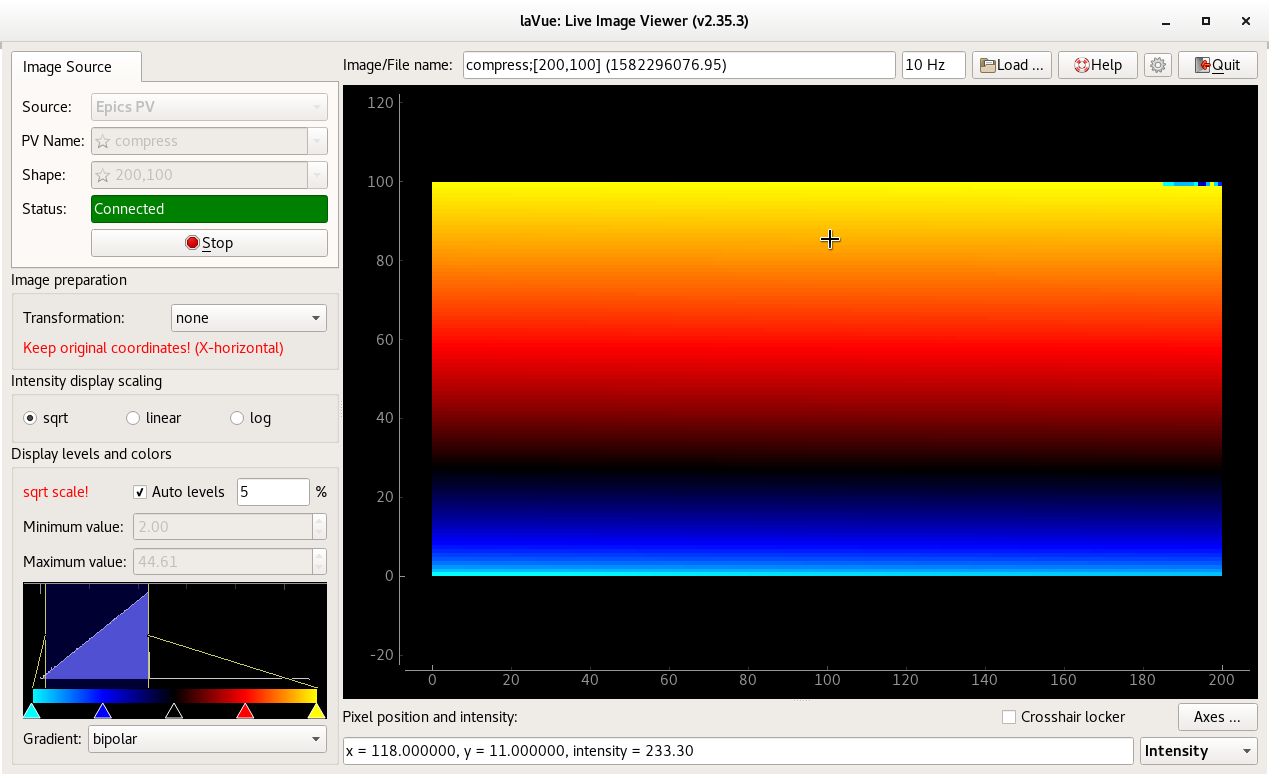 laVue: Live Image Viewer (v2.35.3)
Image Source
Image/File name: compress;[200,100] (1582296076.95) 10 Hz Load ... Help Quit
Source: Epics PV
PV Name: compress
Shape: 200,100
Status: Connected
Stop
Image preparation
Transformation: none
Keep original coordinates! (X-horizontal)
Intensity display scaling
sqrt linear log
Display levels and colors
sqrt scale! Auto levels 5 %
Minimum value: 2.00
Maximum value: 44.61
Gradient: bipolar
120
100
80
60
40
20
0
-20
0 20 40 60 80 100 120 140 160 180 200
Pixel position and intensity: Crosshair locker Axes ...
x = 118.000000, y = 11.000000, intensity = 233.30 Intensity